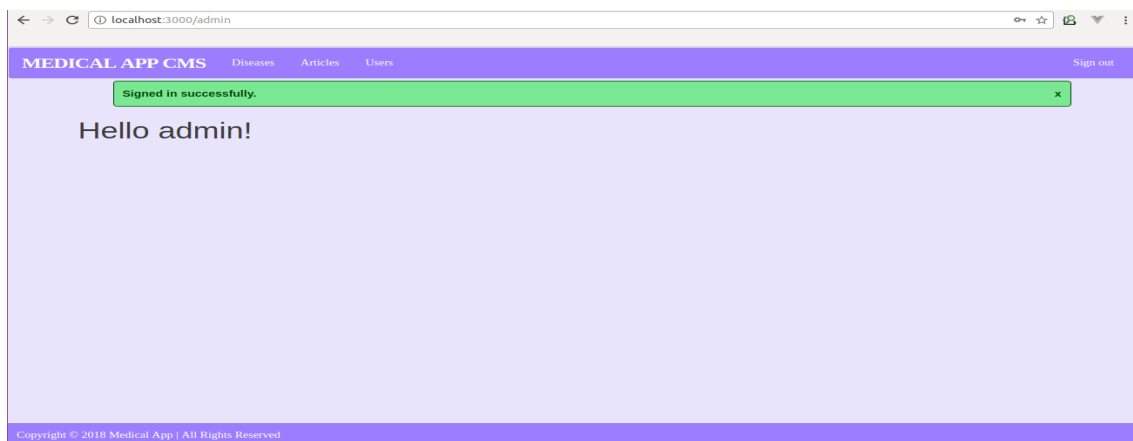 localhost:3000/admin
MEDICAL APP CMS Diseases Articles Users Sign out
Signed in successfully. x
Hello admin!
Copyright © 2018 Medical App | All Rights Reserved